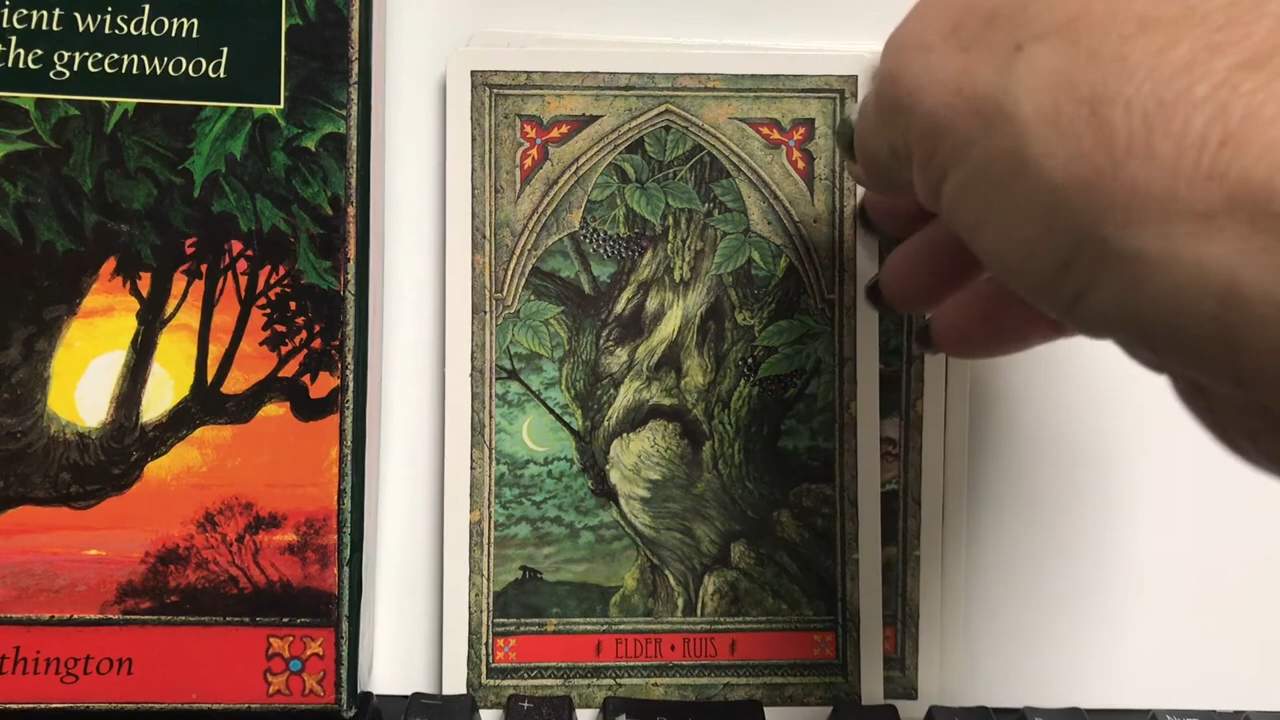 ient wisdom
the greenwood
thington
ELDER • RUIS
+